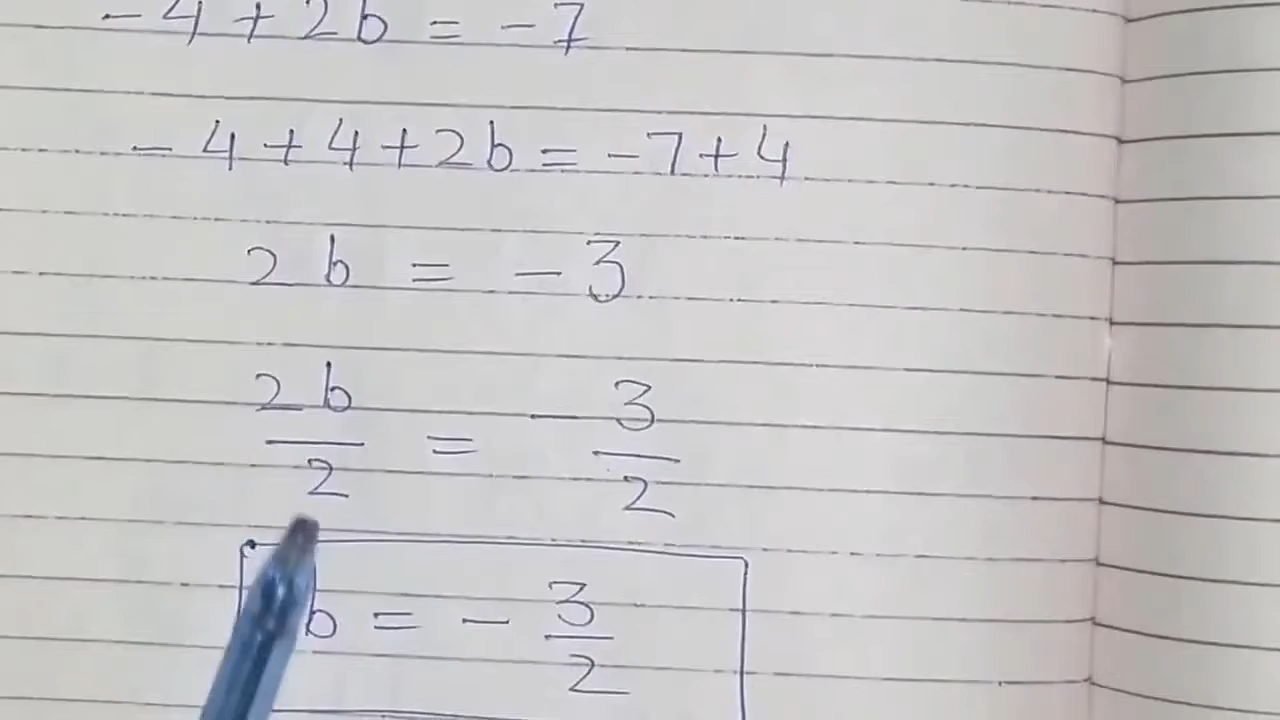 -4+2b=-7
-4+4+2b=-7+4
2b = -3
2b/2 = -3/2
b = -3/2